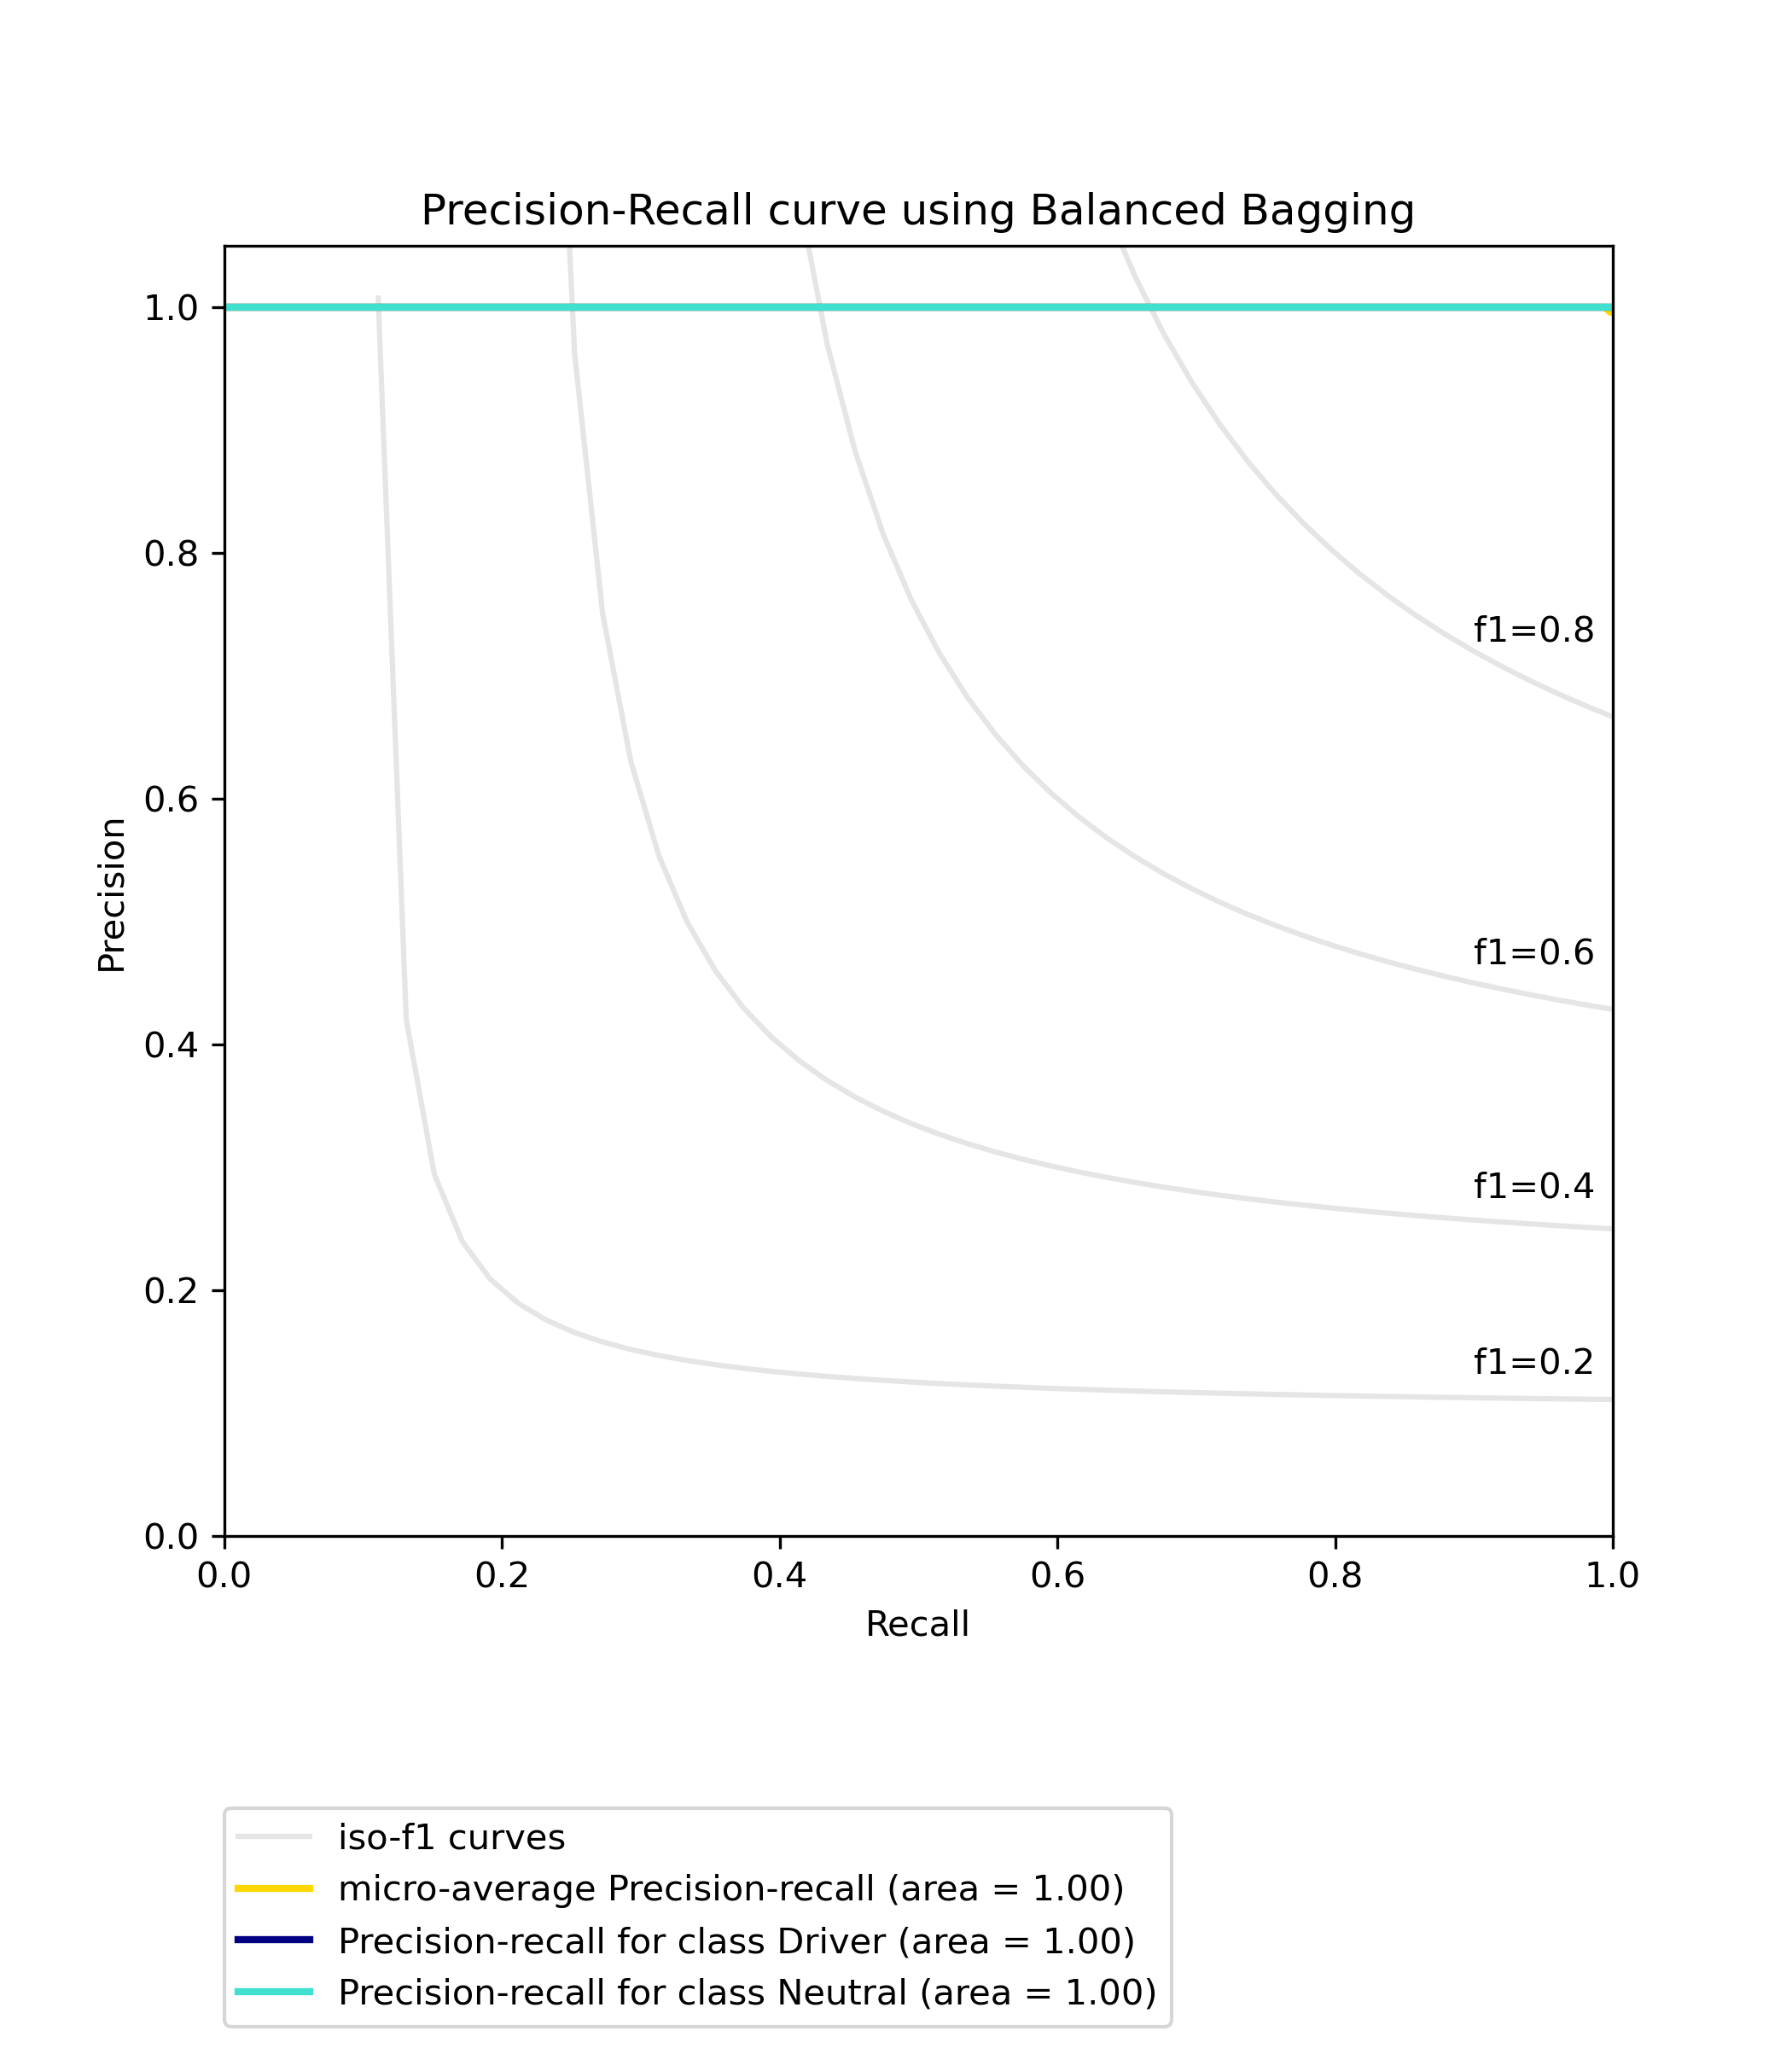 Precision-Recall curve using Balanced Bagging
1.0
0.8
0.6
0.4
0.2
0.0
Precision
f1=0.8
f1=0.6
f1=0.4
f1=0.2
0.0 0.2 0.4 0.6 0.8 1.0
Recall
iso-f1 curves
micro-average Precision-recall (area = 1.00)
Precision-recall for class Driver (area = 1.00)
Precision-recall for class Neutral (area = 1.00)